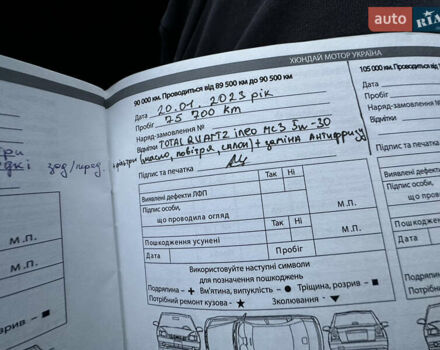 auto RIA
ХЮНДАЙ МОТОР УКРАЇНА
90 000 км. Проводиться від 89 500 км до 90 500 км
Дата 20.01.2023 рік
Пробіг 75 700 км
Наряд-замовлення №
Відмітки TOTAL QUARTZ ineo MC3 5w-30
(масло, повітря, салон) + заміна Антифризу
Підпис та печатка
Так Ні
Виявлені дефекти ЛФП
Підпис особи,
що проводила огляд
М.П.
Пошкодження усунені
Дата Пробіг
Використовуйте наступні символи
для позначення пошкоджень
Подряпина - + Вм'ятина, випуклість - ● Тріщина, розрив - ■
Потрібний ремонт кузова - ★ Зколювання - ▼
105 000 км. Проводиться від
Дата
Пробіг
Наряд-замовлення
Відмітки
Підпис та печатка
Виявлені дефекти
Підпис особи,
що проводила
Пошкодження
Дата
Подряпина -
Потрібний
зад/перед.
М.П.
М.П.
М.П.
розрив - ■